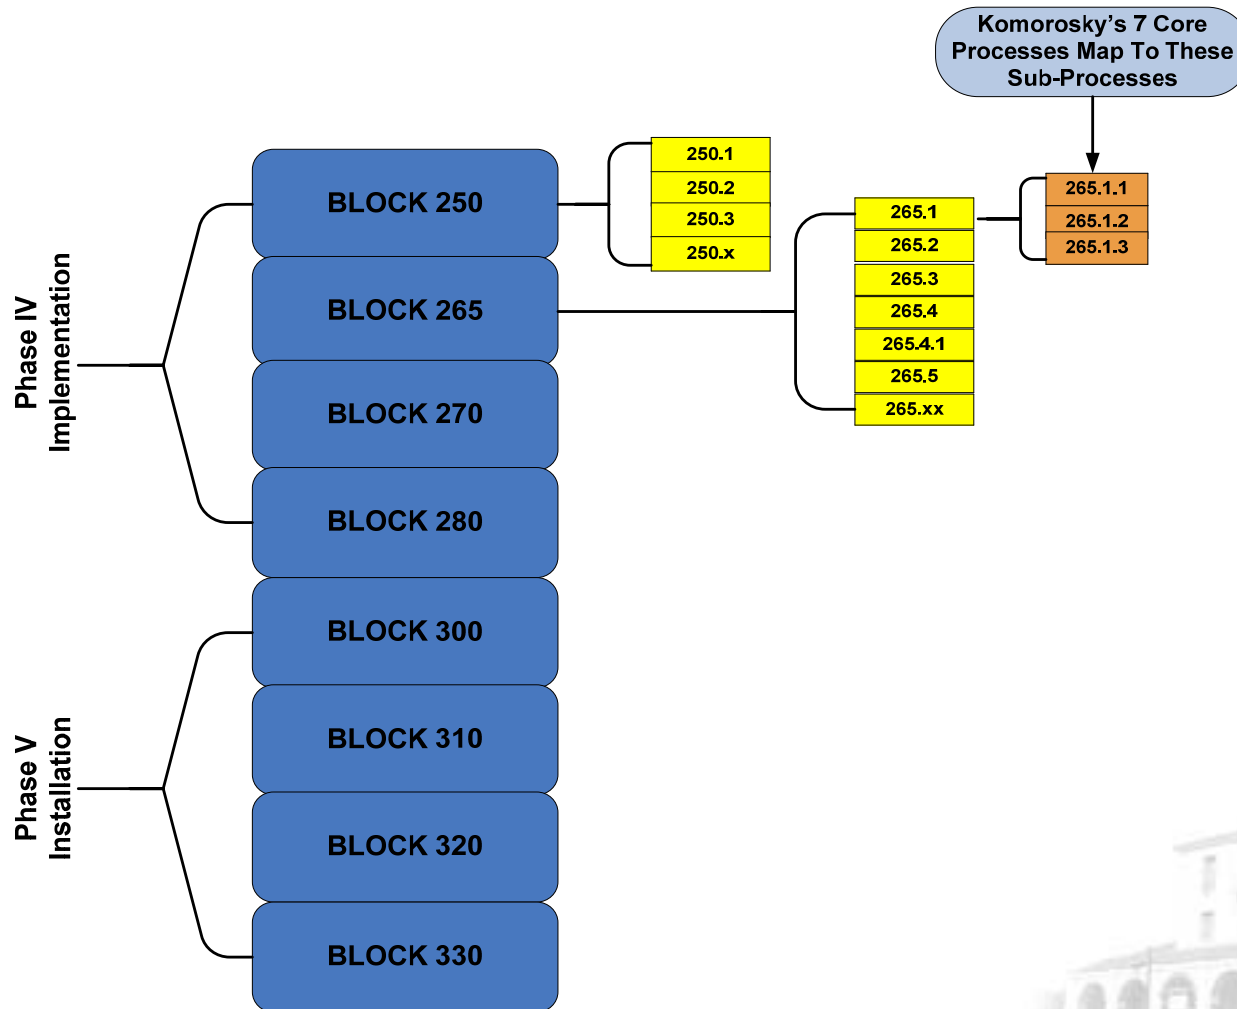 Komorosky's 7 Core
Processes Map To These
Sub-Processes
Phase IV
Implementation
BLOCK 250
BLOCK 265
BLOCK 270
BLOCK 280
250.1
250.2
250.3
250.x
265.1
265.2
265.3
265.4
265.4.1
265.5
265.xx
265.1.1
265.1.2
265.1.3
Phase V
Installation
BLOCK 300
BLOCK 310
BLOCK 320
BLOCK 330